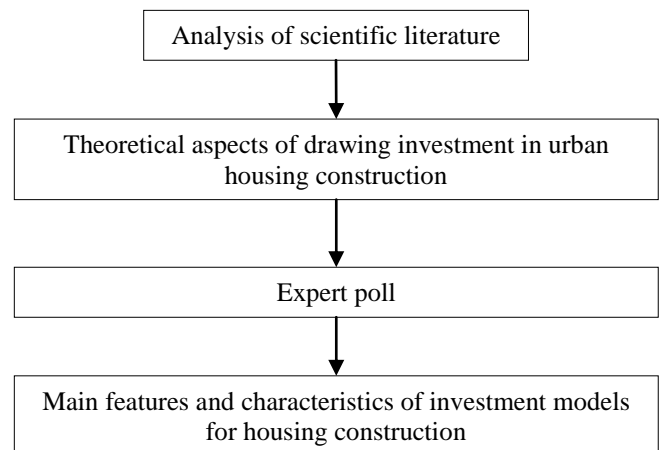 Analysis of scientific literature
Theoretical aspects of drawing investment in urban
housing construction
Expert poll
Main features and characteristics of investment models
for housing construction